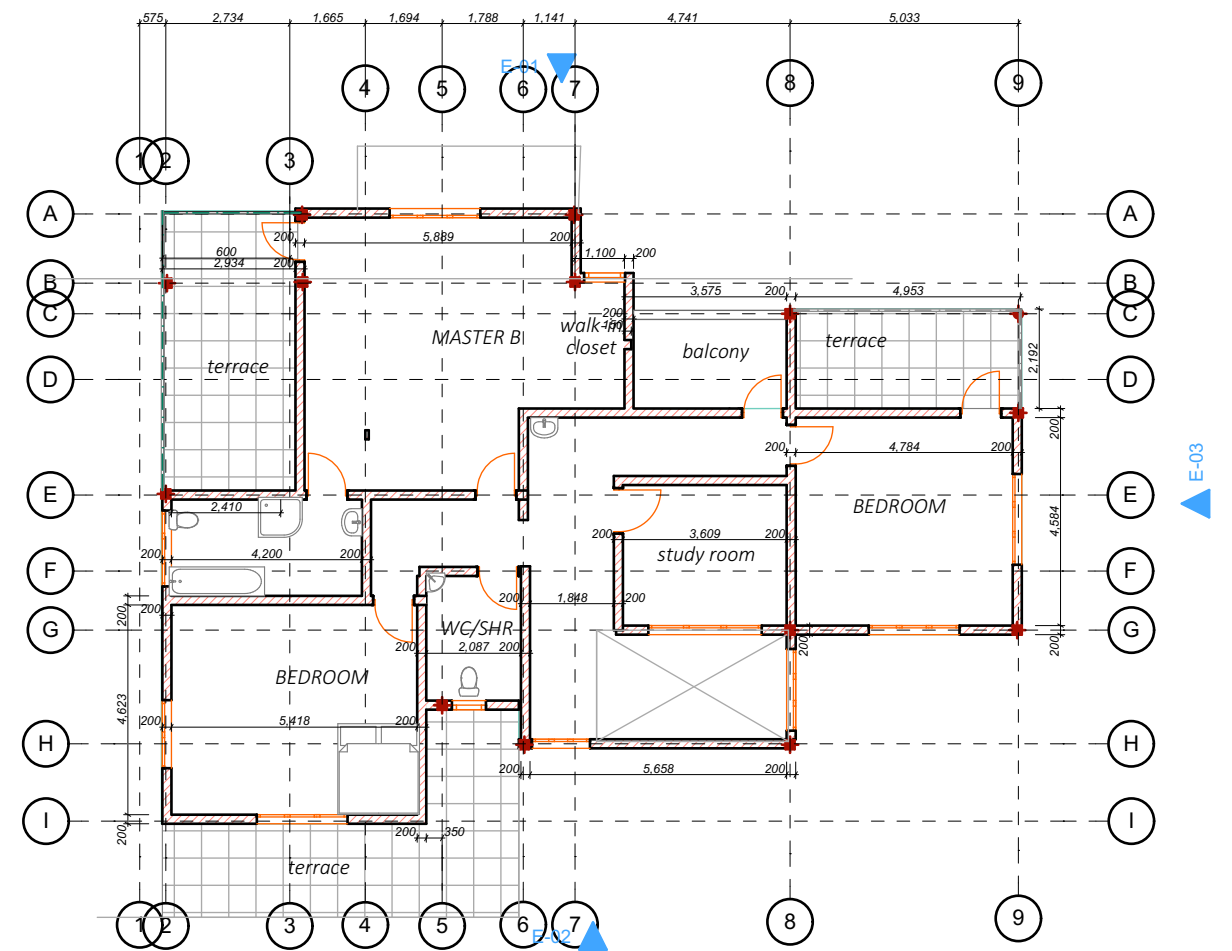 575 2,734 1,665 1,694 1,788 1,141 4,741 5,033
E-01
4 5 6 7 8 9
1 2 3
A A
200 5,889 200
600
1,100 200
2,934 200
B B
3,575 200 4,953
C C
200
walk-in
150
MASTER B
closet
balcony
terrace
terrace
2,192
D D
200
200 4,784 200
E-03
E E
2,410
BEDROOM
4,584
200 3,609 200
study room
200 4,200 200
F F
200 1,848 200
200
200
G G
WC/SHR
200 2,087 200
200
200
BEDROOM
4,623
200 5,418 200
H H
200 5,658 200
I I
200
200 350
terrace
1 2 3 4 5 6 7 8 9
E-02